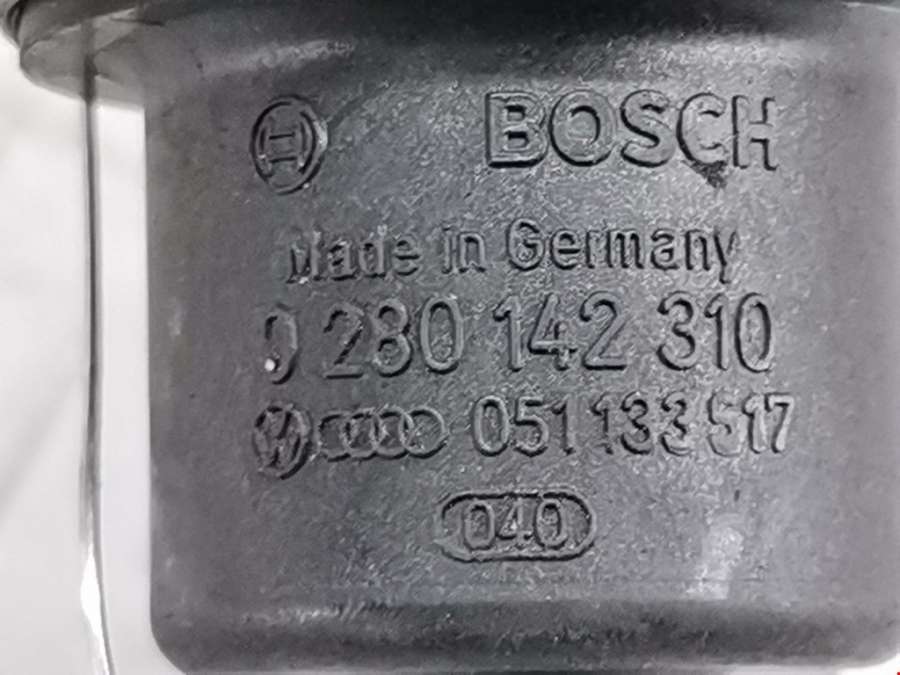 BOSCH
Made in Germany
0 280 142 310
051 133 517
040